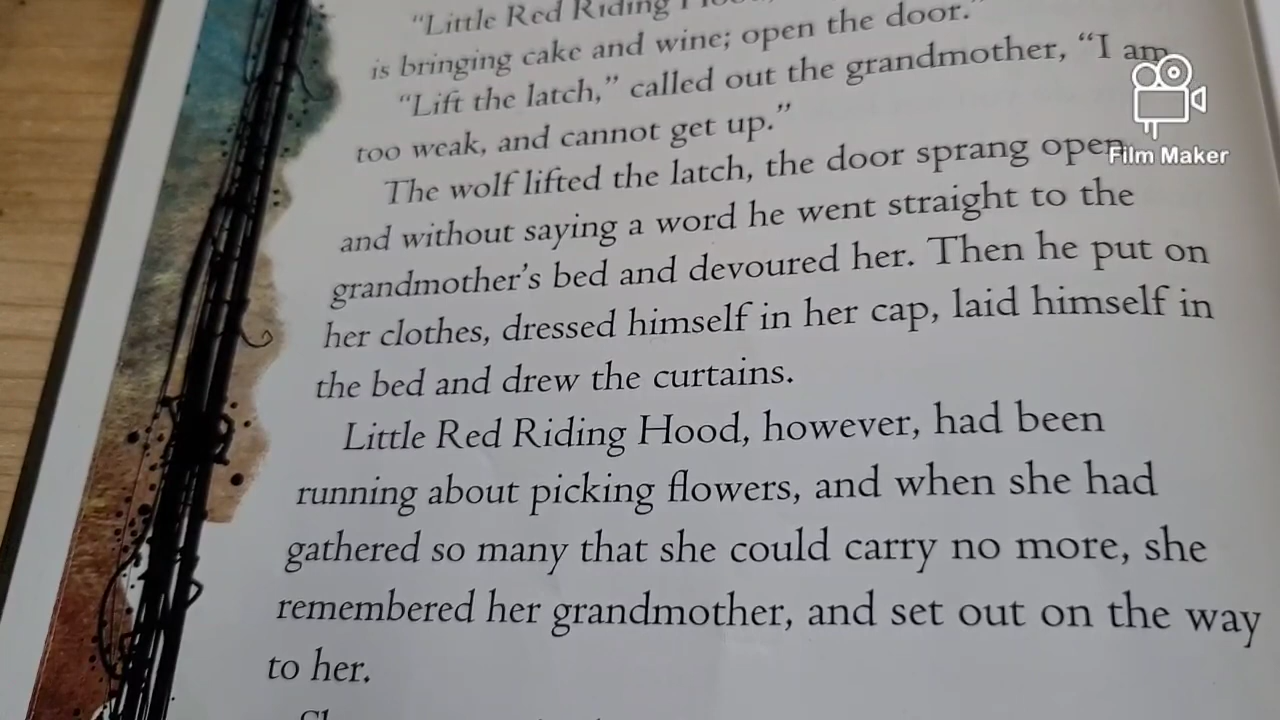 "Little Red Riding
is bringing cake and wine; open the door."
"Lift the latch," called out the grandmother, "I am
too weak, and cannot get up."
The wolf lifted the latch, the door sprang open,
and without saying a word he went straight to the
grandmother's bed and devoured her. Then he put on
her clothes, dressed himself in her cap, laid himself in
the bed and drew the curtains.
Little Red Riding Hood, however, had been
running about picking flowers, and when she had
gathered so many that she could carry no more, she
remembered her grandmother, and set out on the way
to her.
Film Maker